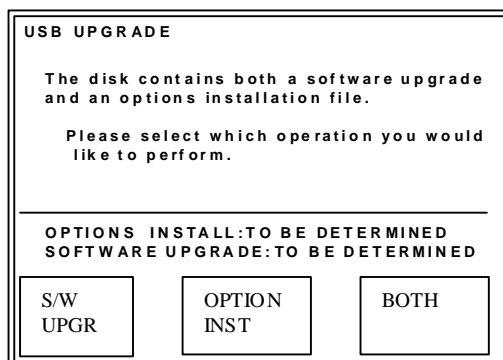 USB UPGRADE
The disk contains both a software upgrade
and an options installation file.
Please select which operation you would
like to perform.
OPTIONS INSTALL:TO BE DETERMINED
SOFTWARE UPGRADE:TO BE DETERMINED
S/W
UPGR
OPTION
INST
BOTH